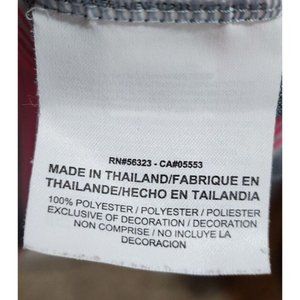 RN#56323 - CA#05553
MADE IN THAILAND/FABRIQUE EN
THAILANDE/HECHO EN TAILANDIA
100% POLYESTER / POLYESTER / POLIESTER
EXCLUSIVE OF DECORATION / DECORATION
NON COMPRISE / NO INCLUYE LA
DECORACION